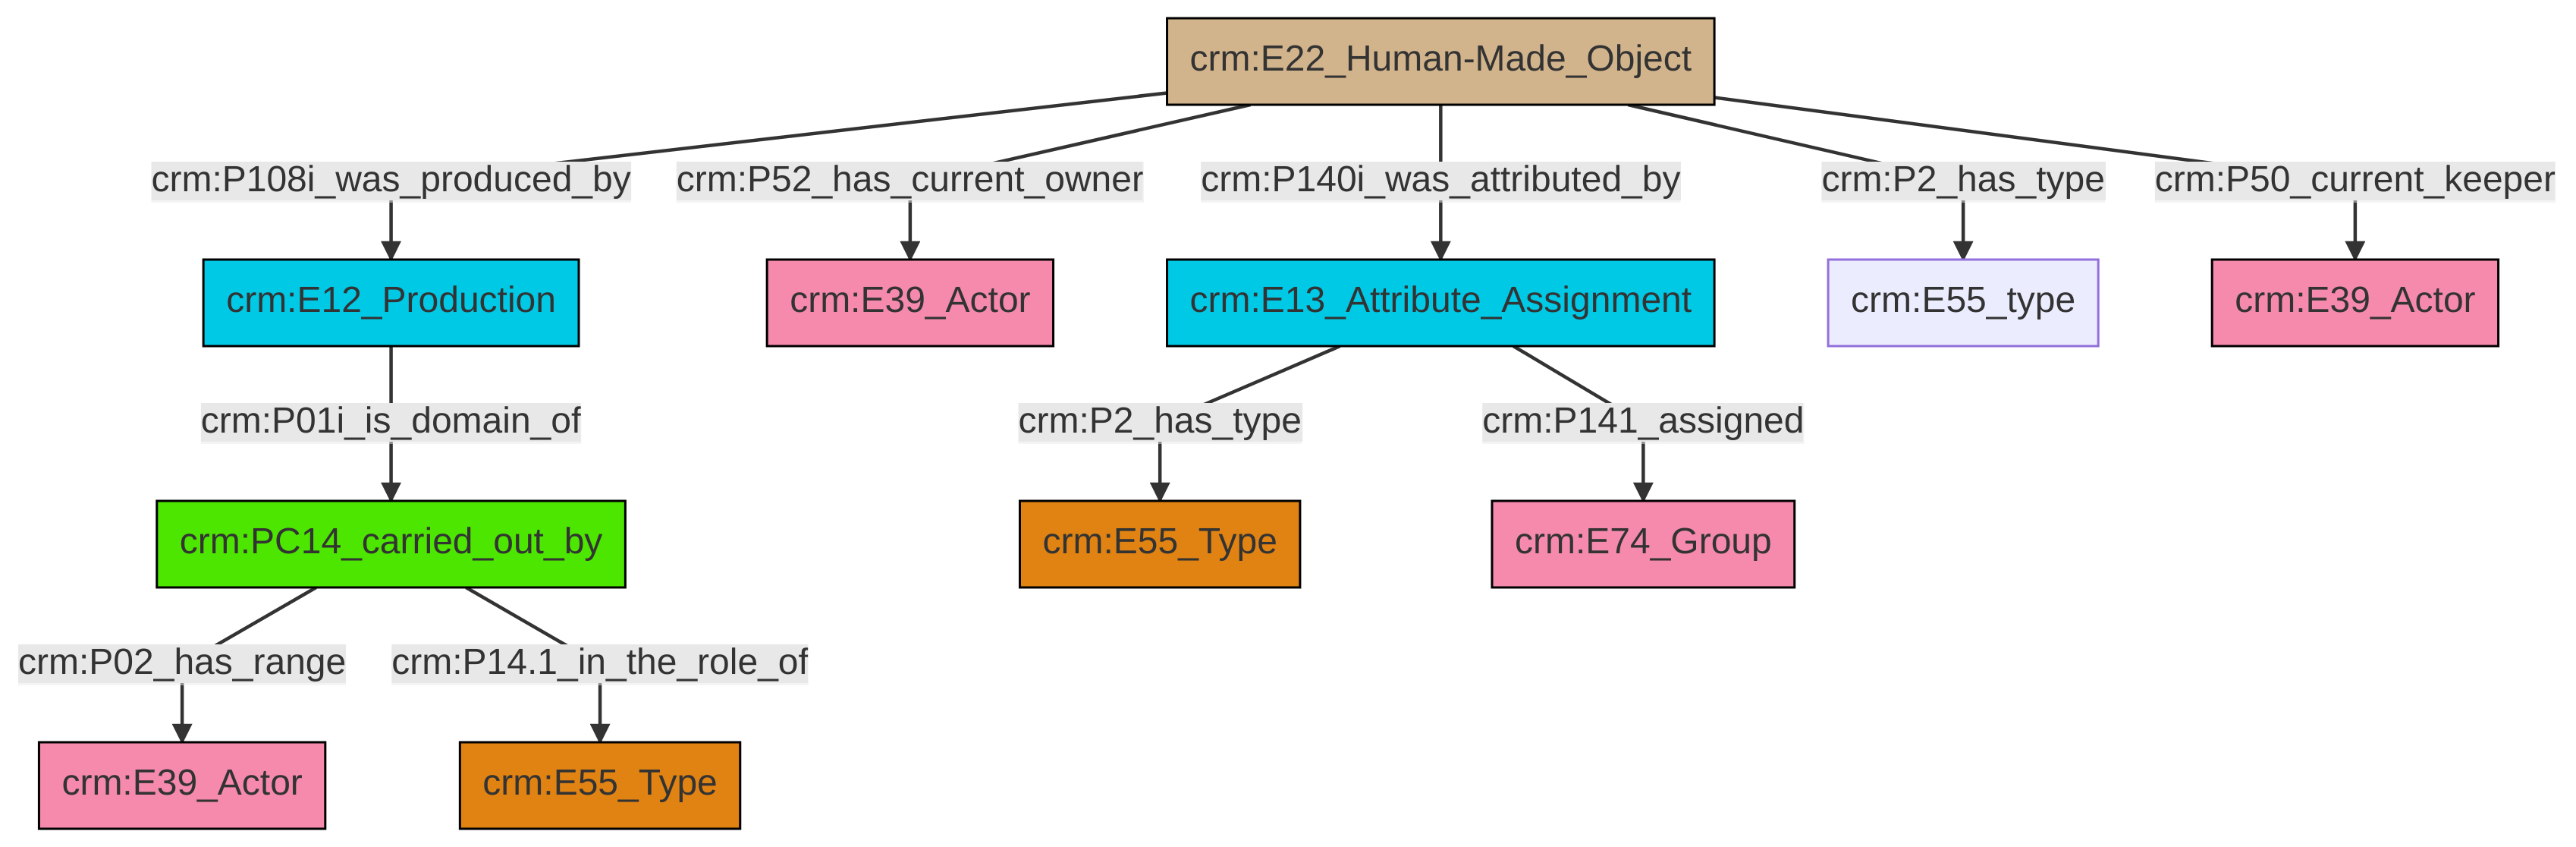 crm:E22_Human-Made_Object
crm:P108i_was_produced_by
crm:P52_has_current_owner
crm:P140i_was_attributed_by
crm:P2_has_type
crm:P50_current_keeper
crm:E12_Production
crm:E39_Actor
crm:E13_Attribute_Assignment
crm:E55_type
crm:E39_Actor
crm:P01i_is_domain_of
crm:P2_has_type
crm:P141_assigned
crm:PC14_carried_out_by
crm:E55_Type
crm:E74_Group
crm:P02_has_range
crm:P14.1_in_the_role_of
crm:E39_Actor
crm:E55_Type